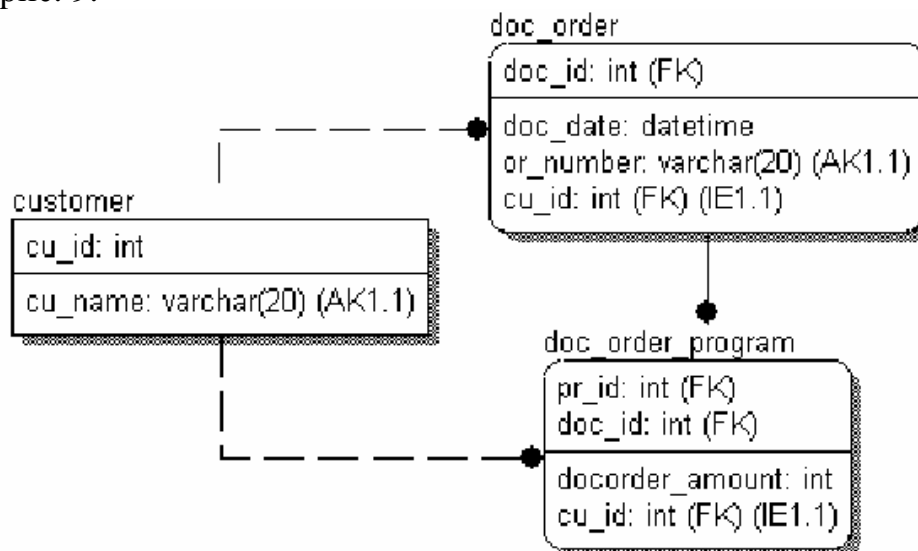 рис. 9.
doc_order
doc_id: int (FK)
doc_date: datetime
or_number: varchar(20) (AK1.1)
cu_id: int (FK) (IE1.1)
customer
cu_id: int
cu_name: varchar(20) (AK1.1)
doc_order_program
pr_id: int (FK)
doc_id: int (FK)
docorder_amount: int
cu_id: int (FK) (IE1.1)